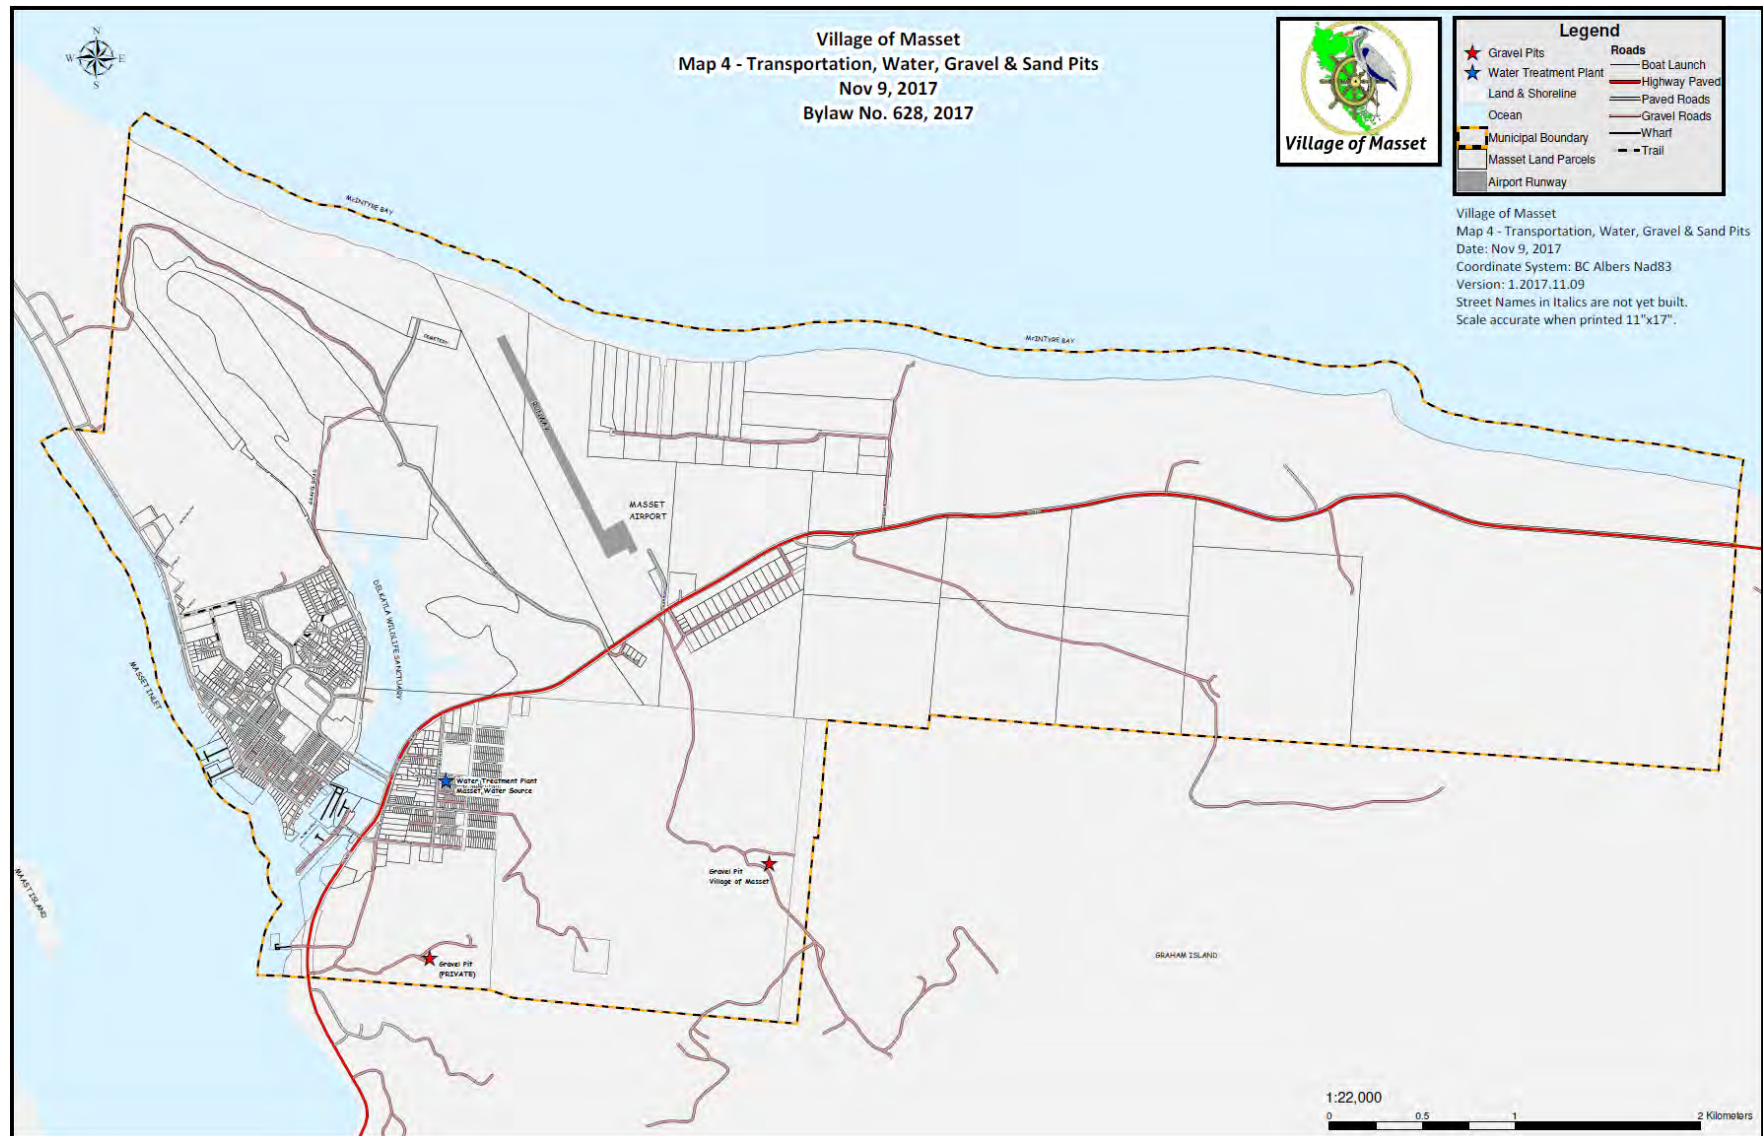 Village of Masset
Map 4 - Transportation, Water, Gravel & Sand Pits
Nov 9, 2017
Bylaw No. 628, 2017
N
W
E
S
Village of Masset
Legend
Gravel Pits
Water Treatment Plant
Land & Shoreline
Ocean
Municipal Boundary
Masset Land Parcels
Airport Runway
Roads
Boat Launch
Highway Paved
Paved Roads
Gravel Roads
Wharf
Trail
Village of Masset
Map 4 - Transportation, Water, Gravel & Sand Pits
Date: Nov 9, 2017
Coordinate System: BC Albers Nad83
Version: 1.2017.11.09
Street Names in Italics are not yet built.
Scale accurate when printed 11"x17".
McINTYRE BAY
McINTYRE BAY
CEMETERY
RUNWAY
MASSET
AIRPORT
DELKATLA WILDLIFE SANCTUARY
MASSET INLET
Water Treatment Plant
Masset Water Source
Gravel Pit
Village of Masset
Gravel Pit
(PRIVATE)
MAAST ISLAND
GRAHAM ISLAND
1:22,000
0 0.5 1 2 Kilometers